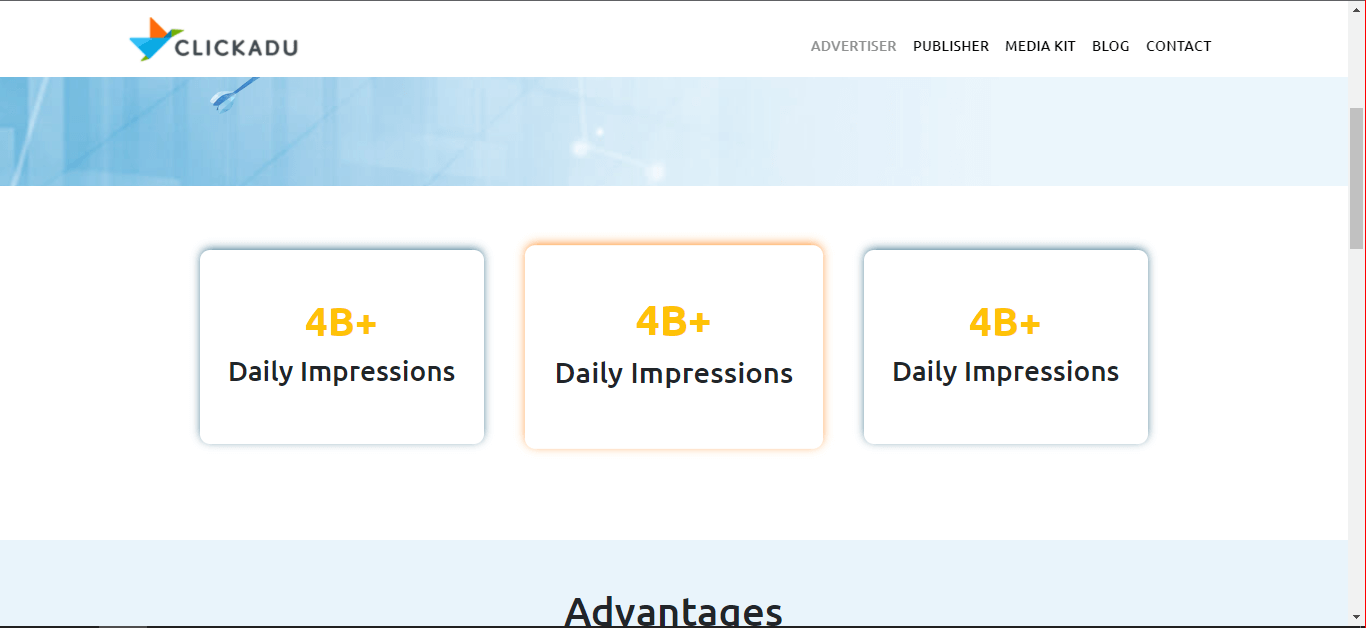 CLICKADU
ADVERTISER PUBLISHER MEDIA KIT BLOG CONTACT
4B+
Daily Impressions
4B+
Daily Impressions
4B+
Daily Impressions
Advantages